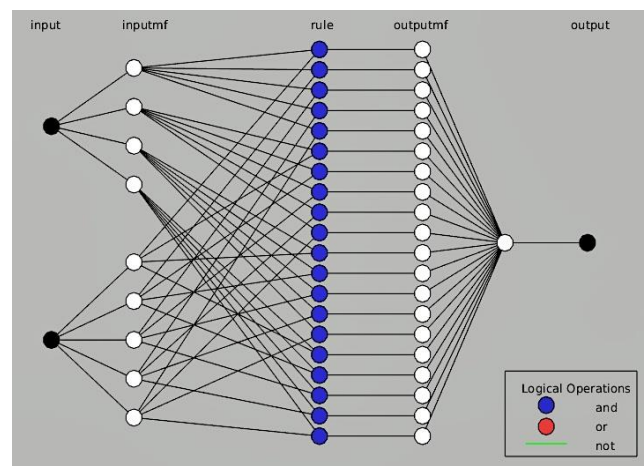 input inputmf rule outputmf output
Logical Operations
and
or
not